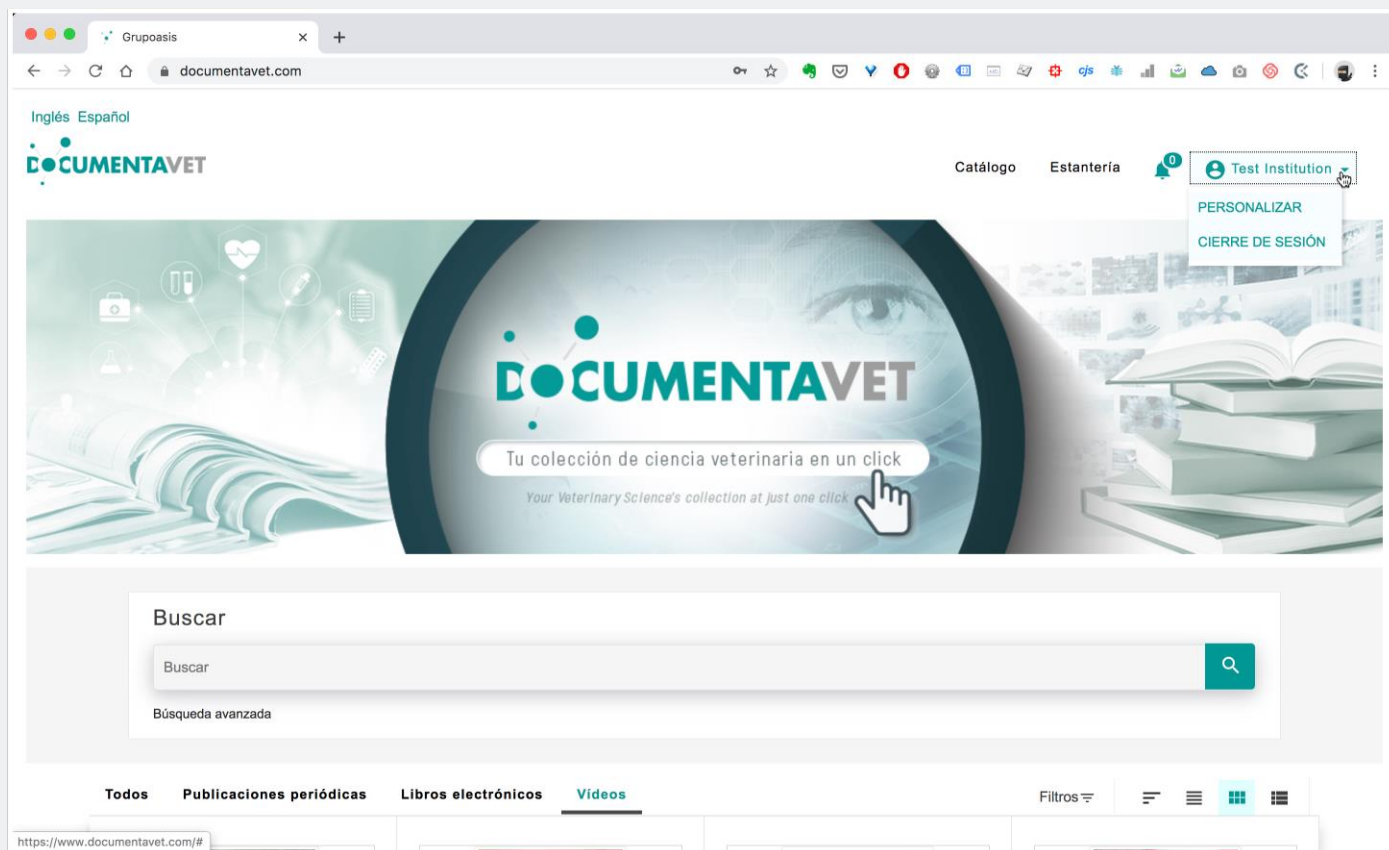 Grupoasis
documentavet.com
cjs
Inglés Español
DOCUMENTAVET
Catálogo
Estantería
0
Test Institution
PERSONALIZAR
CIERRE DE SESIÓN
DOCUMENTAVET
Tu colección de ciencia veterinaria en un click
Your Veterinary Science's collection at just one click
Buscar
Buscar
Búsqueda avanzada
Todos Publicaciones periódicas Libros electrónicos Vídeos Filtros
https://www.documentavet.com/#